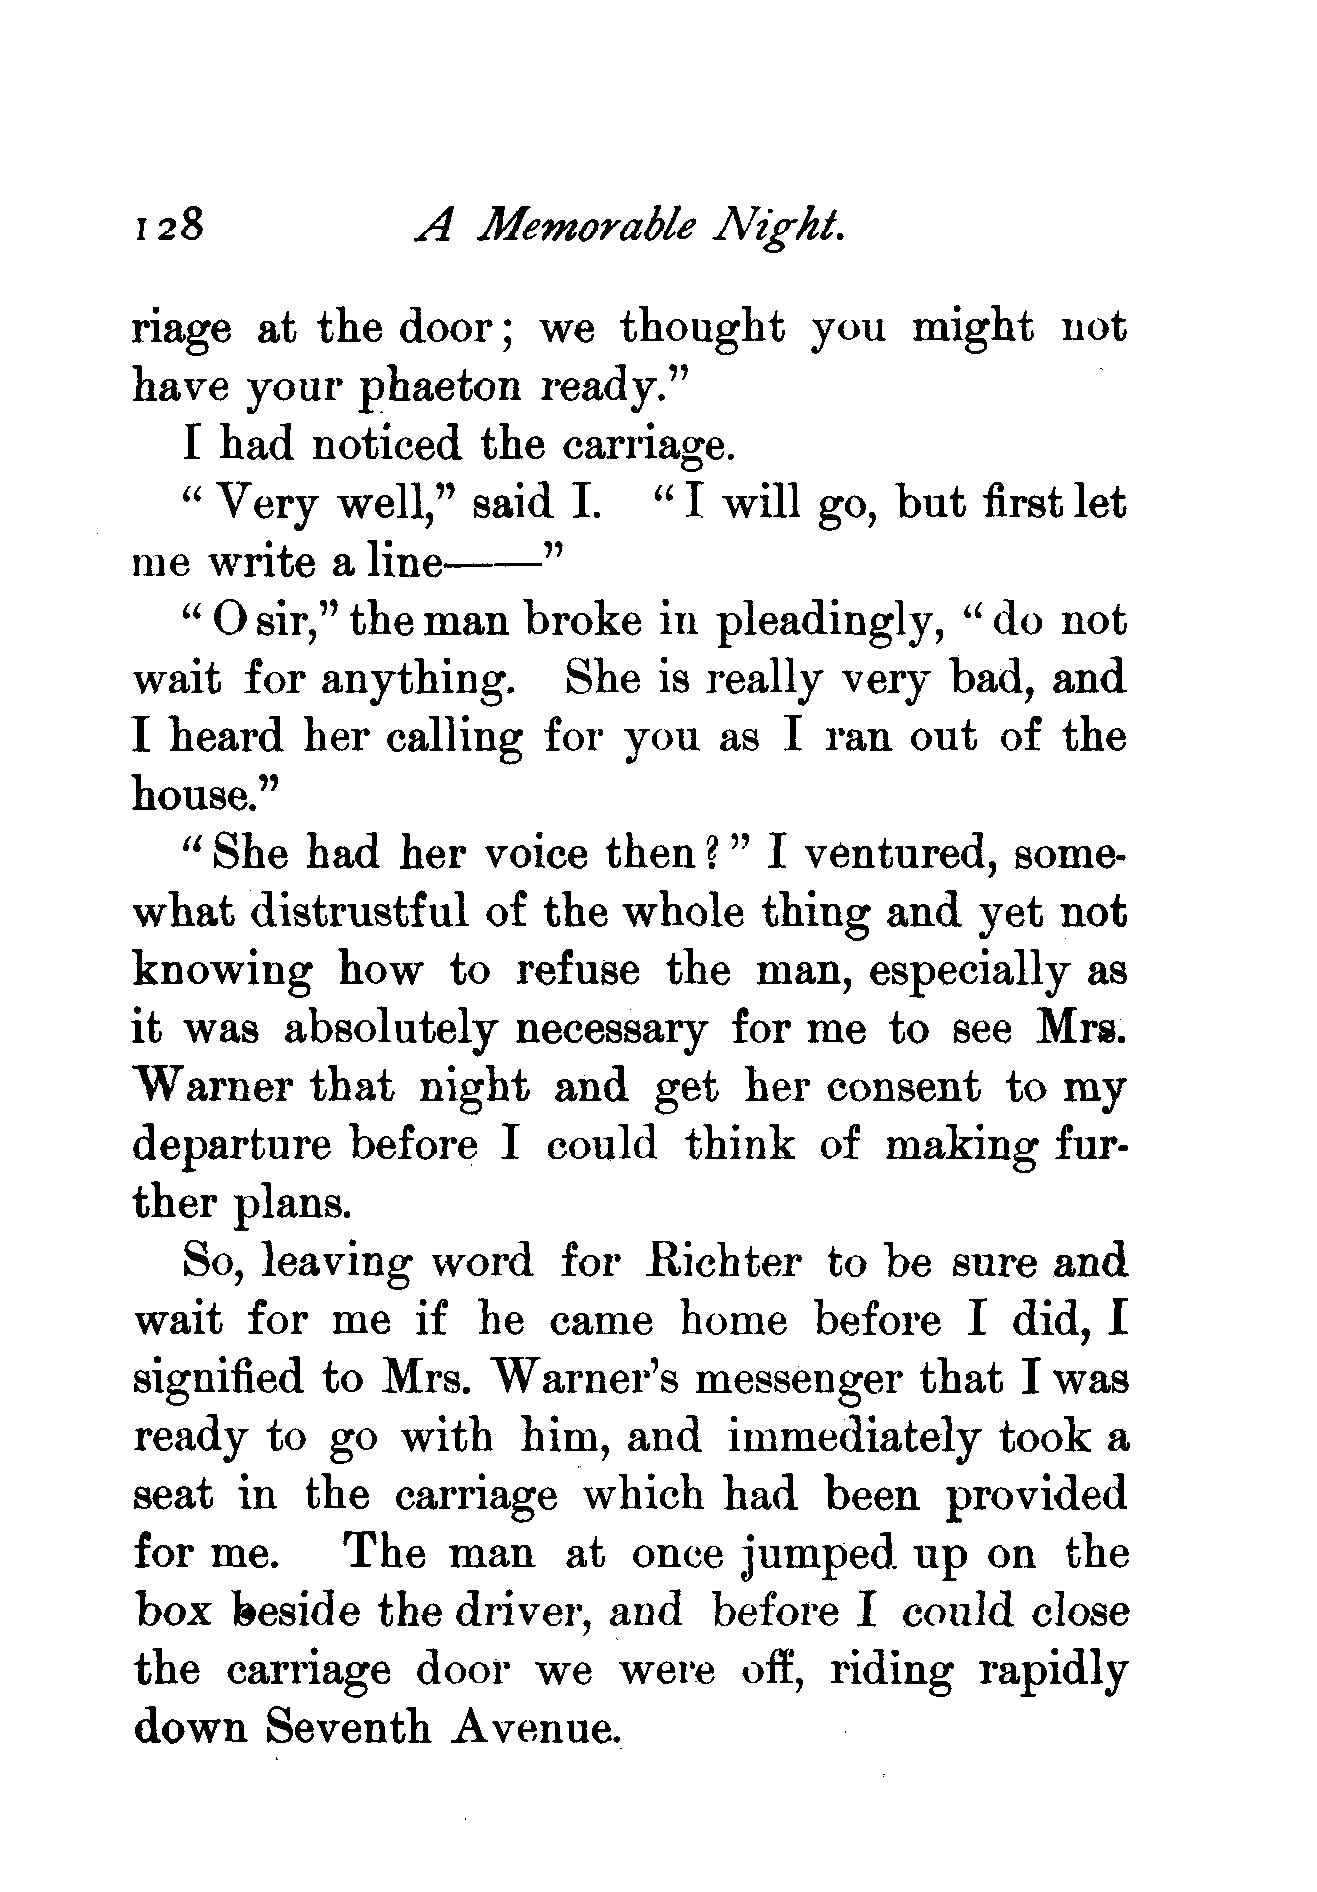 128 A Memorable Night.
riage at the door; we thought you might not
have your phaeton ready."
I had noticed the carriage.
"Very well," said I. "I will go, but first let
me write a line——"
"O sir," the man broke in pleadingly, "do not
wait for anything. She is really very bad, and
I heard her calling for you as I ran out of the
house."
"She had her voice then?" I ventured, some-
what distrustful of the whole thing and yet not
knowing how to refuse the man, especially as
it was absolutely necessary for me to see Mrs.
Warner that night and get her consent to my
departure before I could think of making fur-
ther plans.
So, leaving word for Richter to be sure and
wait for me if he came home before I did, I
signified to Mrs. Warner's messenger that I was
ready to go with him, and immediately took a
seat in the carriage which had been provided
for me. The man at once jumped up on the
box beside the driver, and before I could close
the carriage door we were off, riding rapidly
down Seventh Avenue.